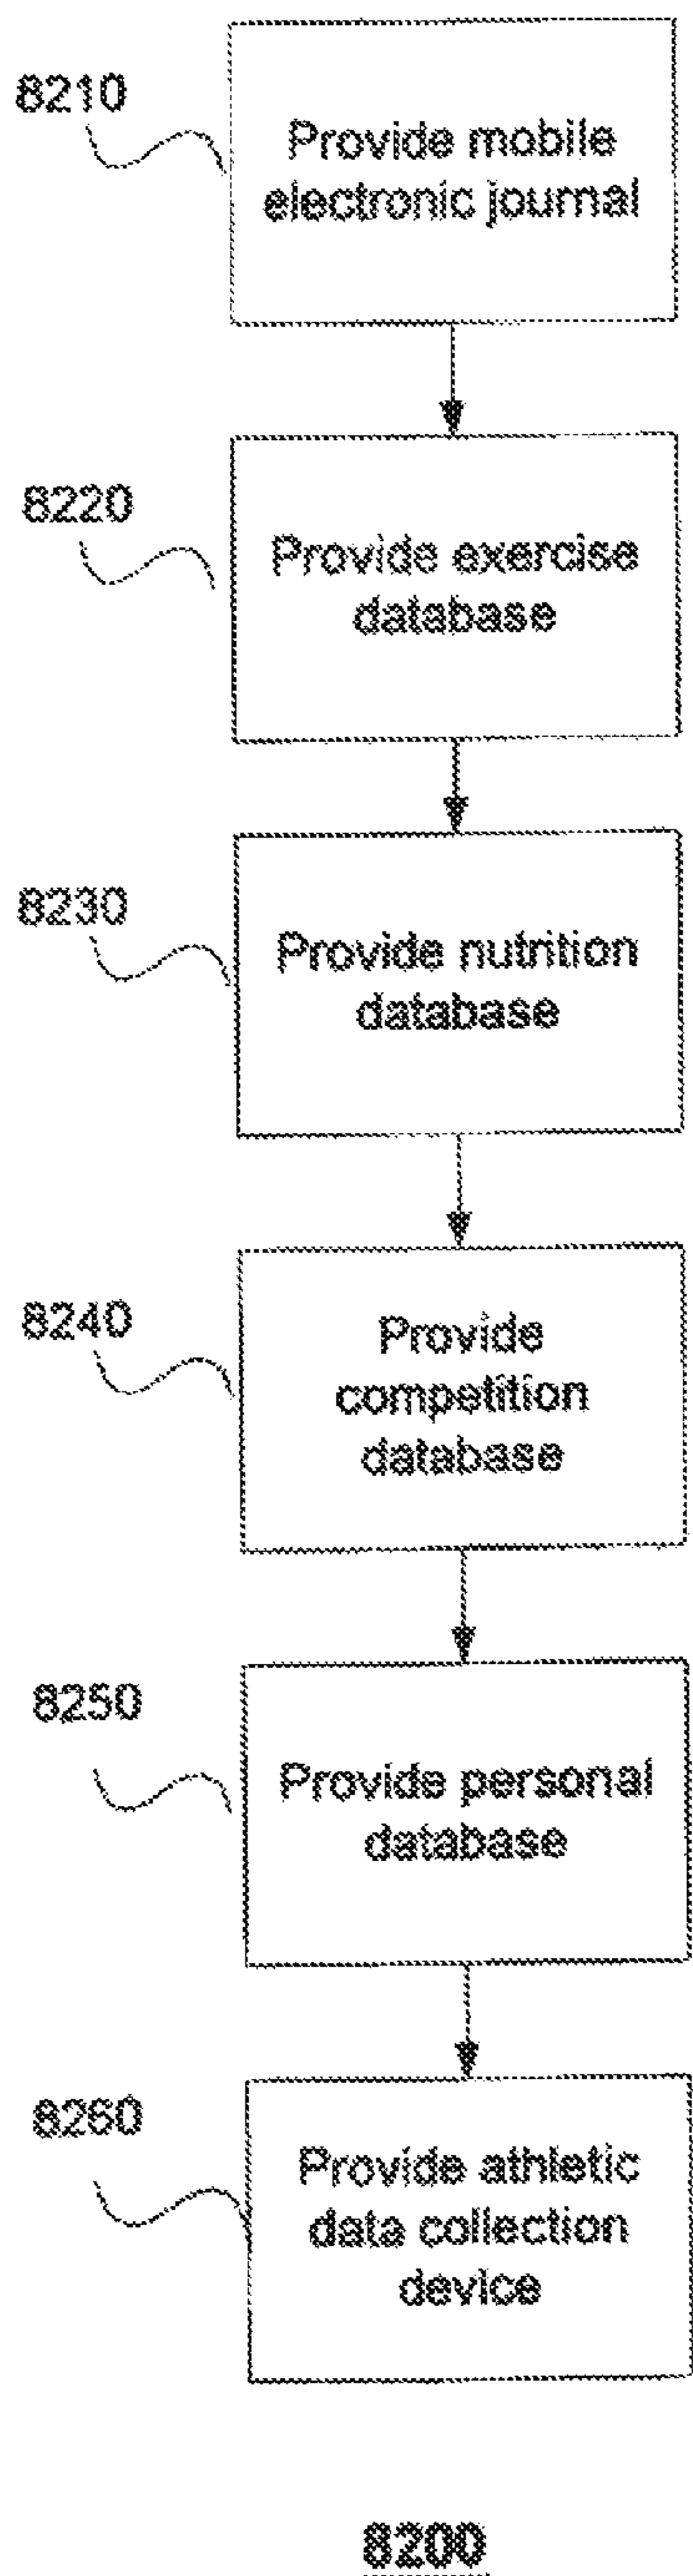 8210
Provide mobile
electronic journal
8220
Provide exercise
database
8230
Provide nutrition
database
8240
Provide
competition
database
8250
Provide personal
database
8260
Provide athletic
data collection
device
8200